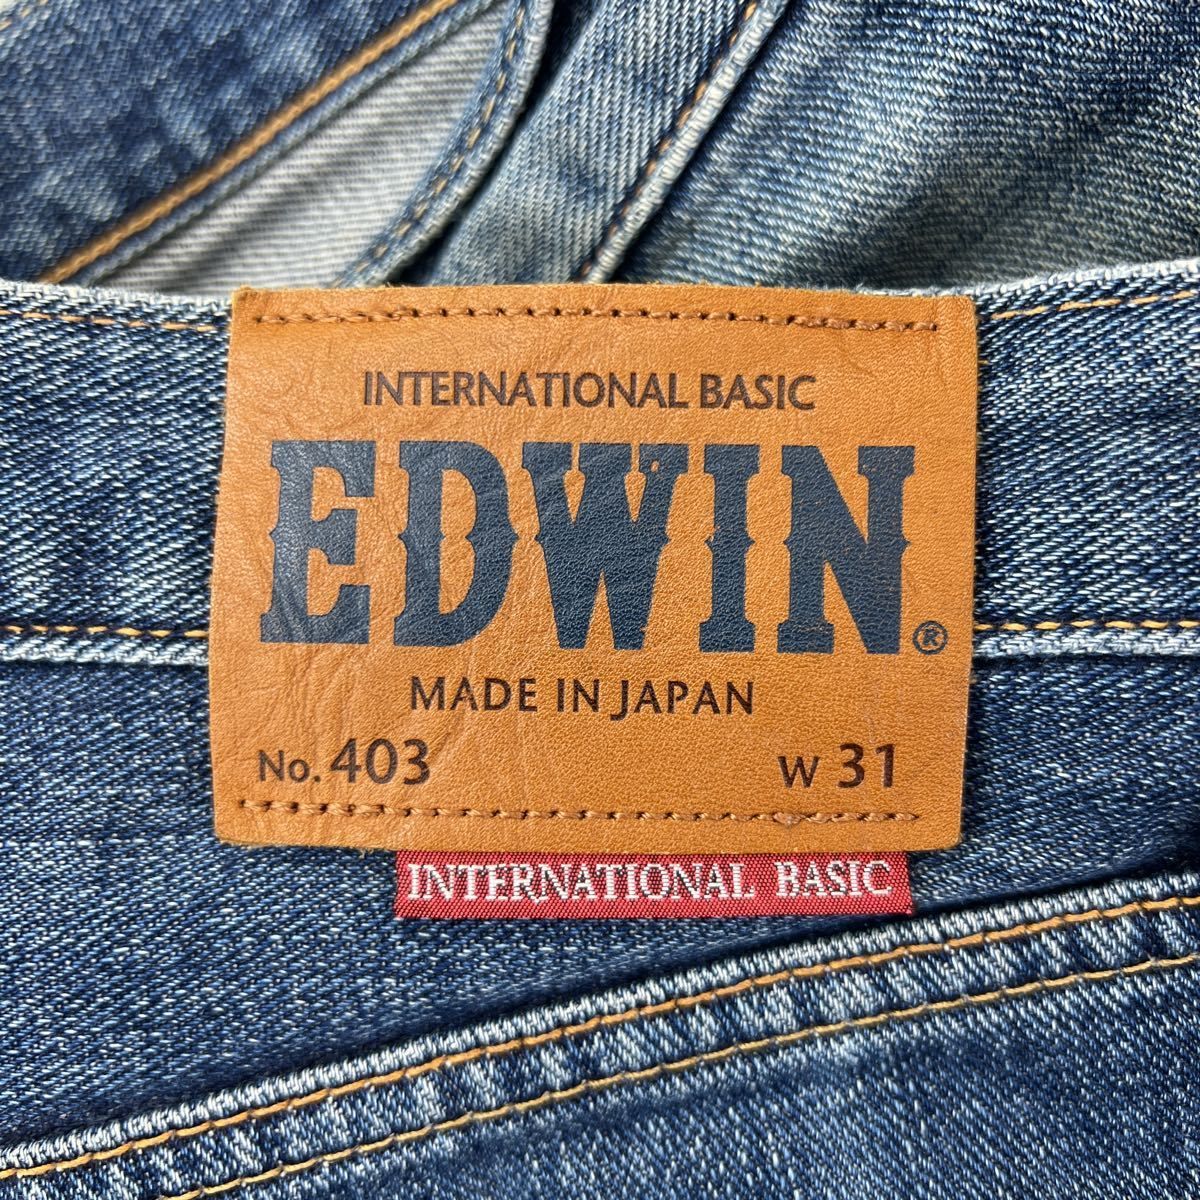 INTERNATIONAL BASIC
EDWIN®
MADE IN JAPAN
No. 403 W 31
INTERNATIONAL BASIC